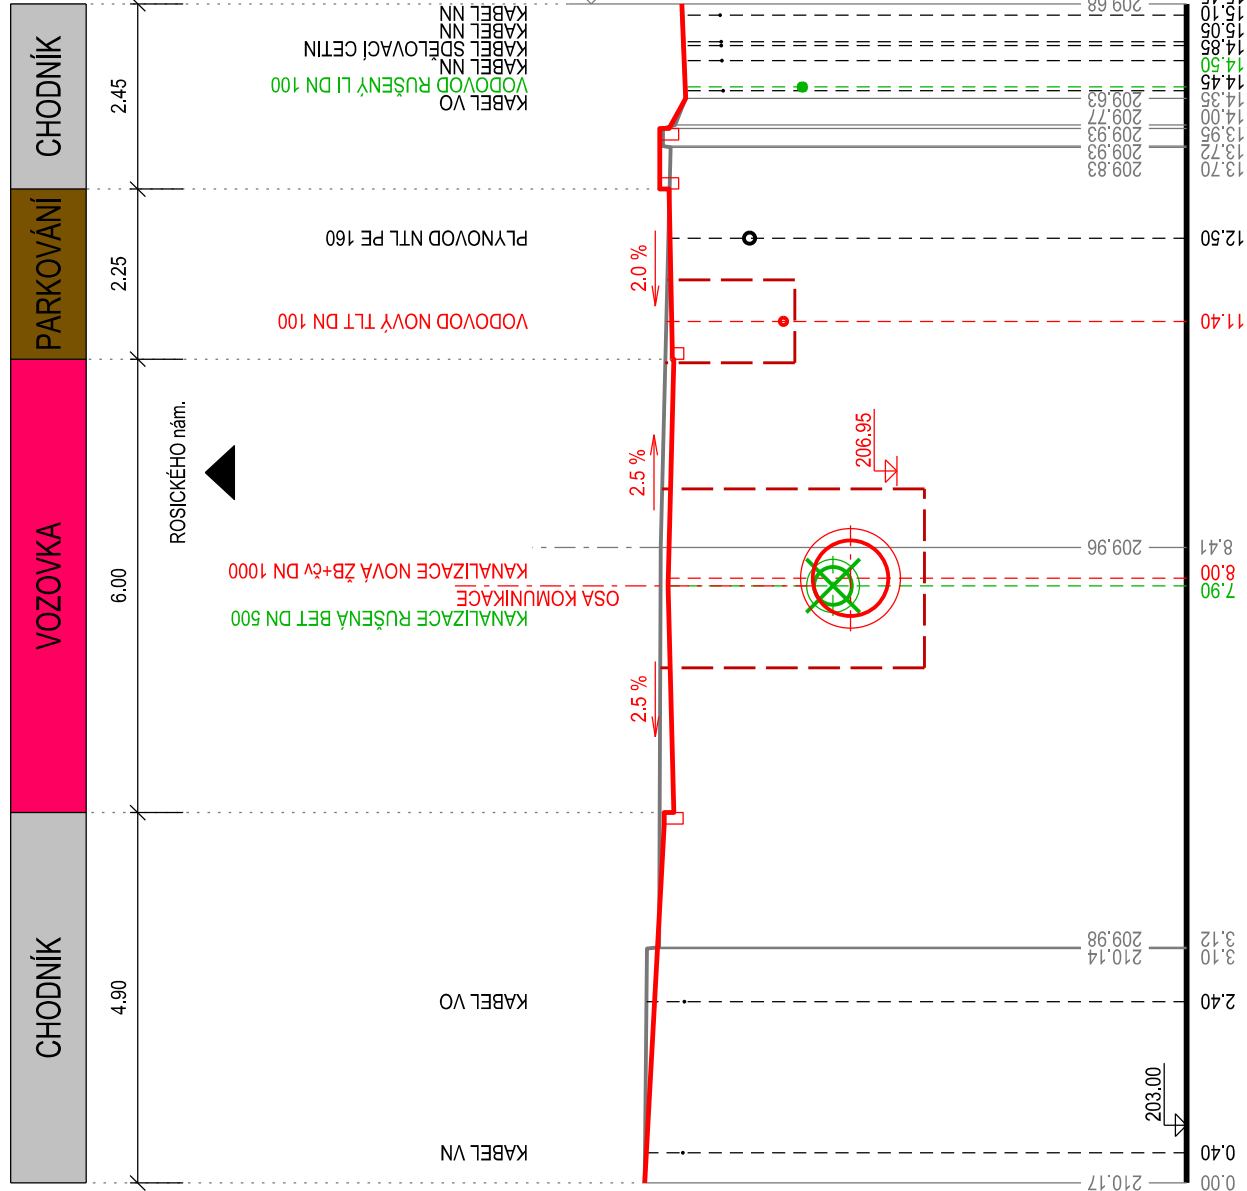 CHODNÍK
PARKOVÁNÍ
VOZOVKA
CHODNÍK
2.45
2.25
6.00
4.90
ROSICKÉHO nám.
KABEL NN
KABEL NN
KABEL SDĚLOVACÍ CETIN
KABEL NN
VODOVOD RUŠENÝ LI DN 100
KABEL VO
PLYNOVOD NTL PE 160
VODOVOD NOVÝ TLT DN 100
KANALIZACE NOVÁ ŽB+čv DN 1000
OSA KOMUNIKACE
KANALIZACE RUŠENÁ BET DN 500
KABEL VO
KABEL VN
2.0 %
2.5 %
2.5 %
206.95
203.00
209.68
209.63
209.77
209.93
209.93
209.83
209.96
209.98
210.14
210.17
15.10
15.05
14.85
14.50
14.45
14.35
14.00
13.95
13.72
13.70
12.50
11.40
8.41
8.00
7.90
3.12
3.10
2.40
0.40
0.00